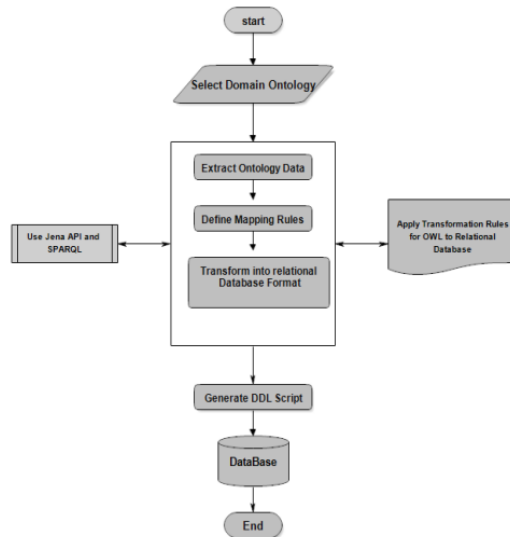 start
Select Domain Ontology
Extract Ontology Data
Define Mapping Rules
Use Jena API and
SPARQL
Apply Transformation Rules
for OWL to Relational
Database
Transform into relational
Database Format
Generate DDL Script
DataBase
End